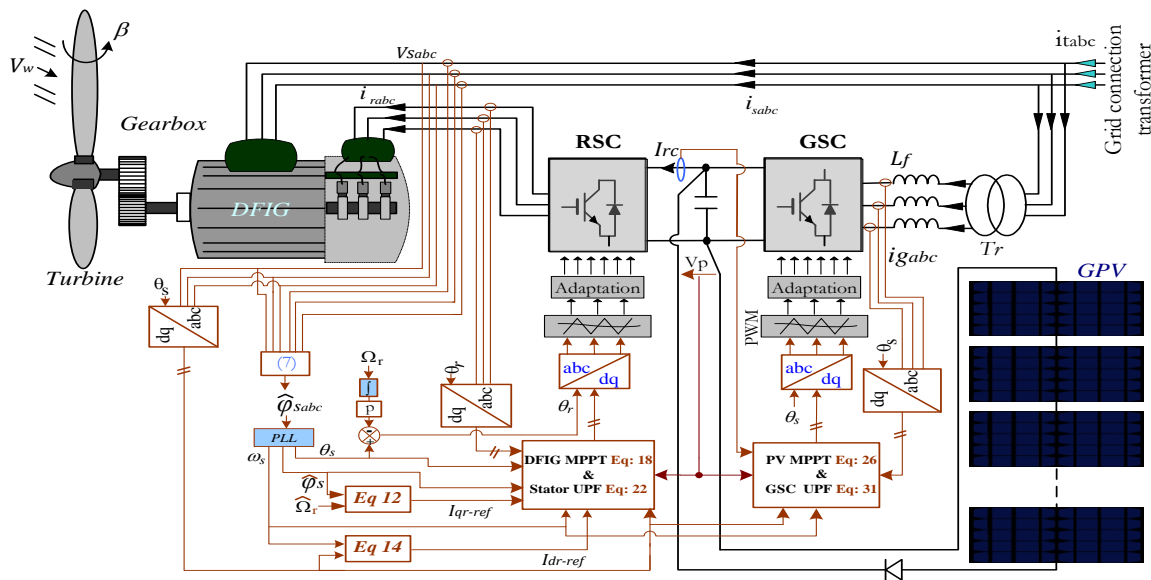 β
Vw
Vsabc
itabc
Grid connection
transformer
i rabc
isabc
Gearbox
RSC
Irc
GSC
Lf
DFIG
Turbine
igabc
Tr
Vp
GPV
θs
Adaptation
Adaptation
PWM
dq
abc
(7)
Ωr
θr
θs
∫
p
abc
dq
abc
dq
dq
abc
dq
abc
φ̂sabc
θr
θs
PLL
θs
ωs
DFIG MPPT Eq: 18
&
Stator UPF Eq: 22
PV MPPT Eq: 26
&
GSC UPF Eq: 31
φ̂s
Eq 12
Ω̂r
Iqr-ref
Eq 14
Idr-ref